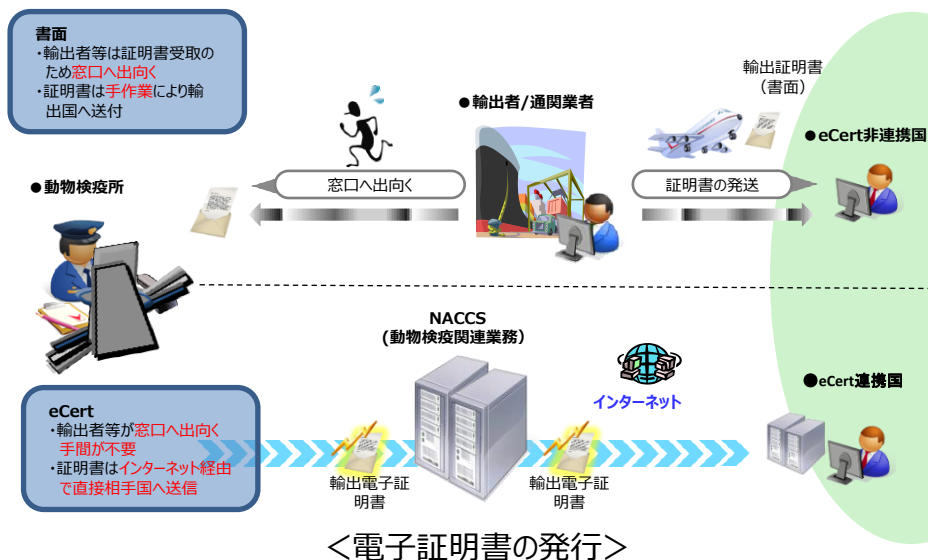 書面
・輸出者等は証明書受取の
ため窓口へ出向く
・証明書は手作業により輸
出国へ送付
輸出証明書
（書面）
●輸出者/通関業者
●eCert非連携国
●動物検疫所
窓口へ出向く
証明書の発送
NACCS
(動物検疫関連業務）
インターネット
●eCert連携国
eCert
・輸出者等が窓口へ出向く
手間が不要
・証明書はインターネット経由
で直接相手国へ送信
輸出電子証
明書
輸出電子証
明書
＜電子証明書の発行＞